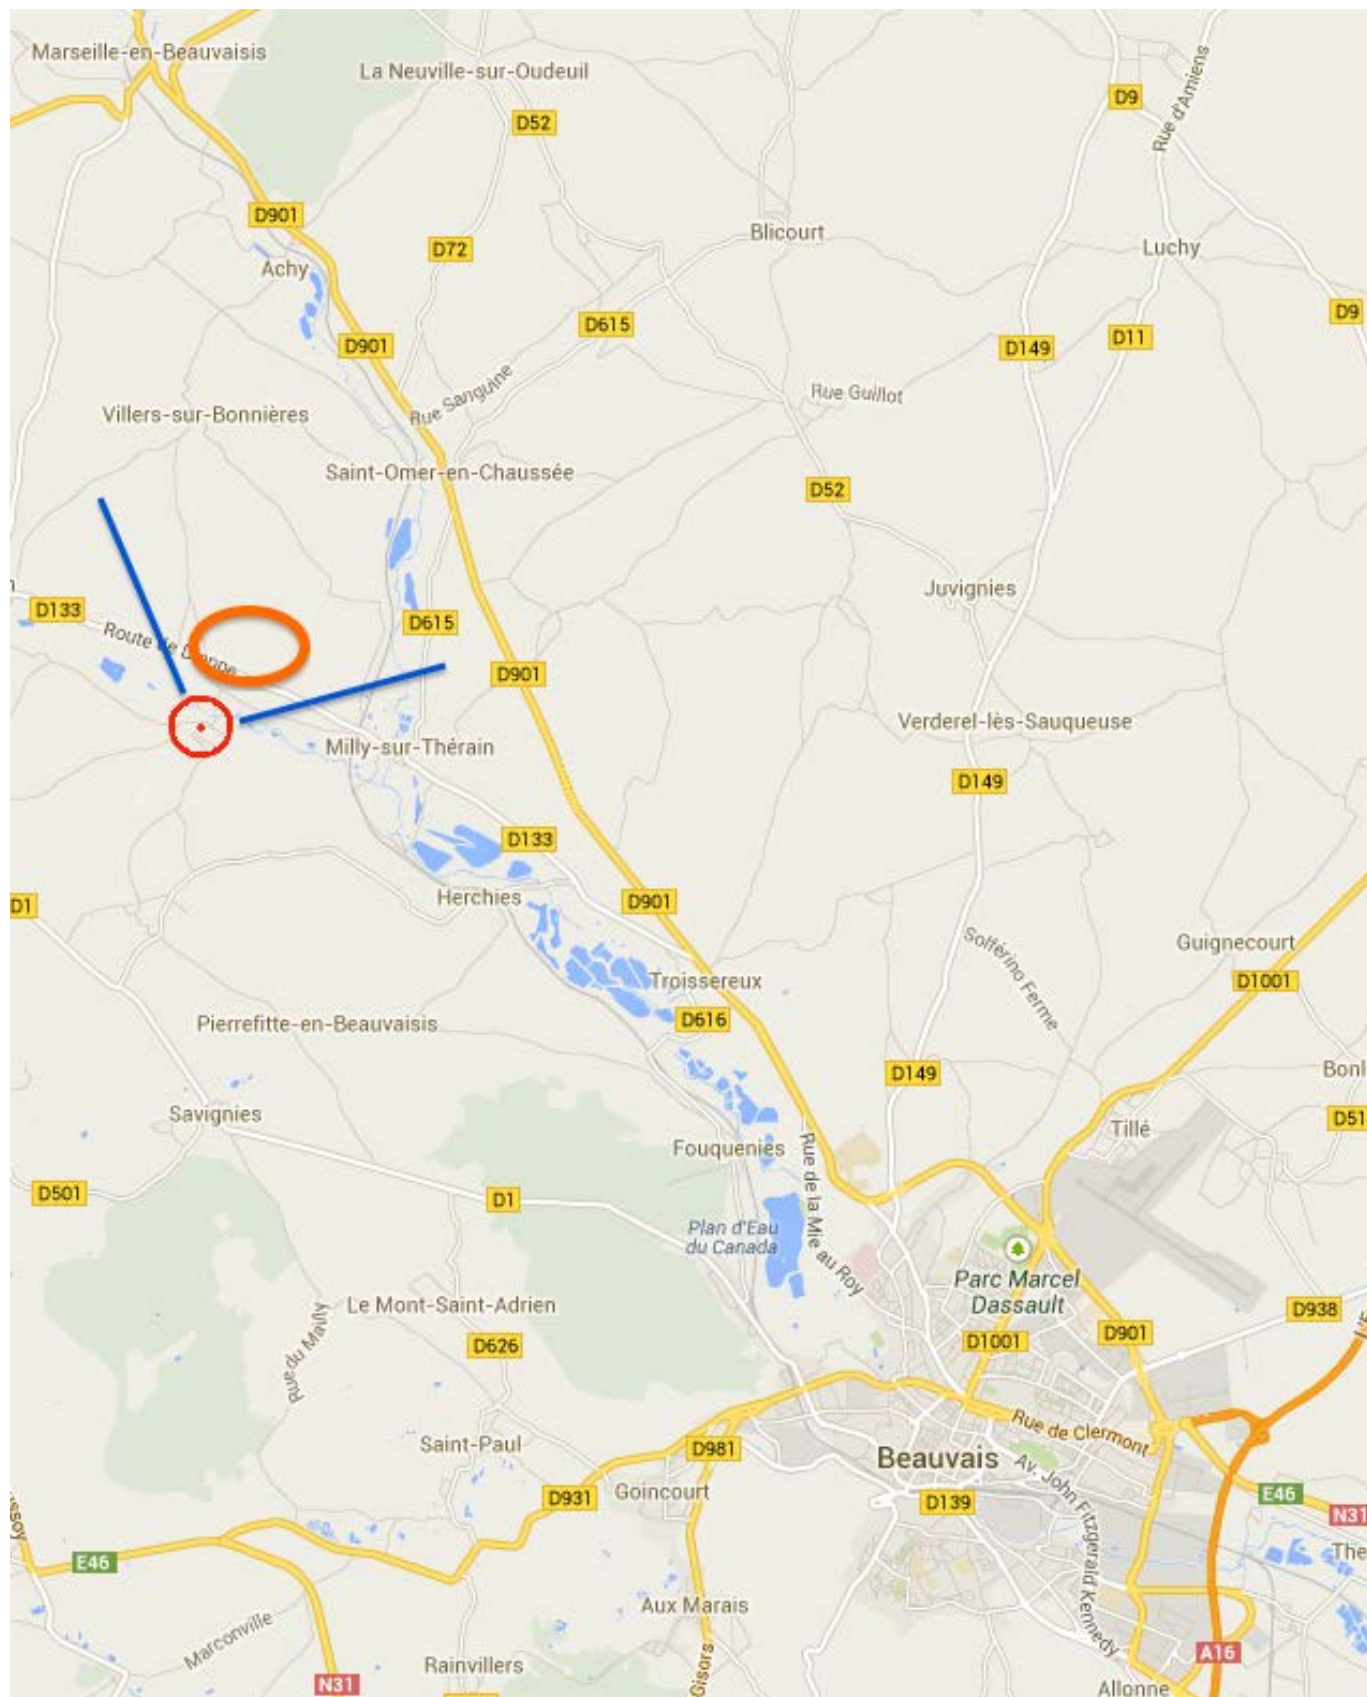 Marseille-en-Beauvaisis
La Neuville-sur-Oudeuil
D9
Rue d'Amiens
D52
D901
Blicourt
D72
Luchy
Achy
D9
D615
D901
D149
D11
Rue Sanguine
Rue Guillot
Villers-sur-Bonnières
Saint-Omer-en-Chaussée
D52
Juvignies
D133
D615
Route de Dieppe
D901
Verderel-lès-Sauqueuse
Milly-sur-Thérain
D149
D133
Herchies
D901
D1
Solférino Ferme
Guignecourt
D1001
Troissereux
D616
Pierrefitte-en-Beauvaisis
D149
Bonl
Savignies
D51
Tillé
Fouquenies
Rue de la Mie au Roy
D501
D1
Plan d'Eau
du Canada
Parc Marcel
Dassault
Le Mont-Saint-Adrien
D938
Rue du Mailly
D626
D1001
D901
Rue de Clermont
Saint-Paul
D981
Beauvais
Av. John Fitzgerald Kennedy
Goincourt
D931
D139
E46
N31
The
E46
Aux Marais
Marconville
Gisors
A16
Rainvillers
N31
Allonne